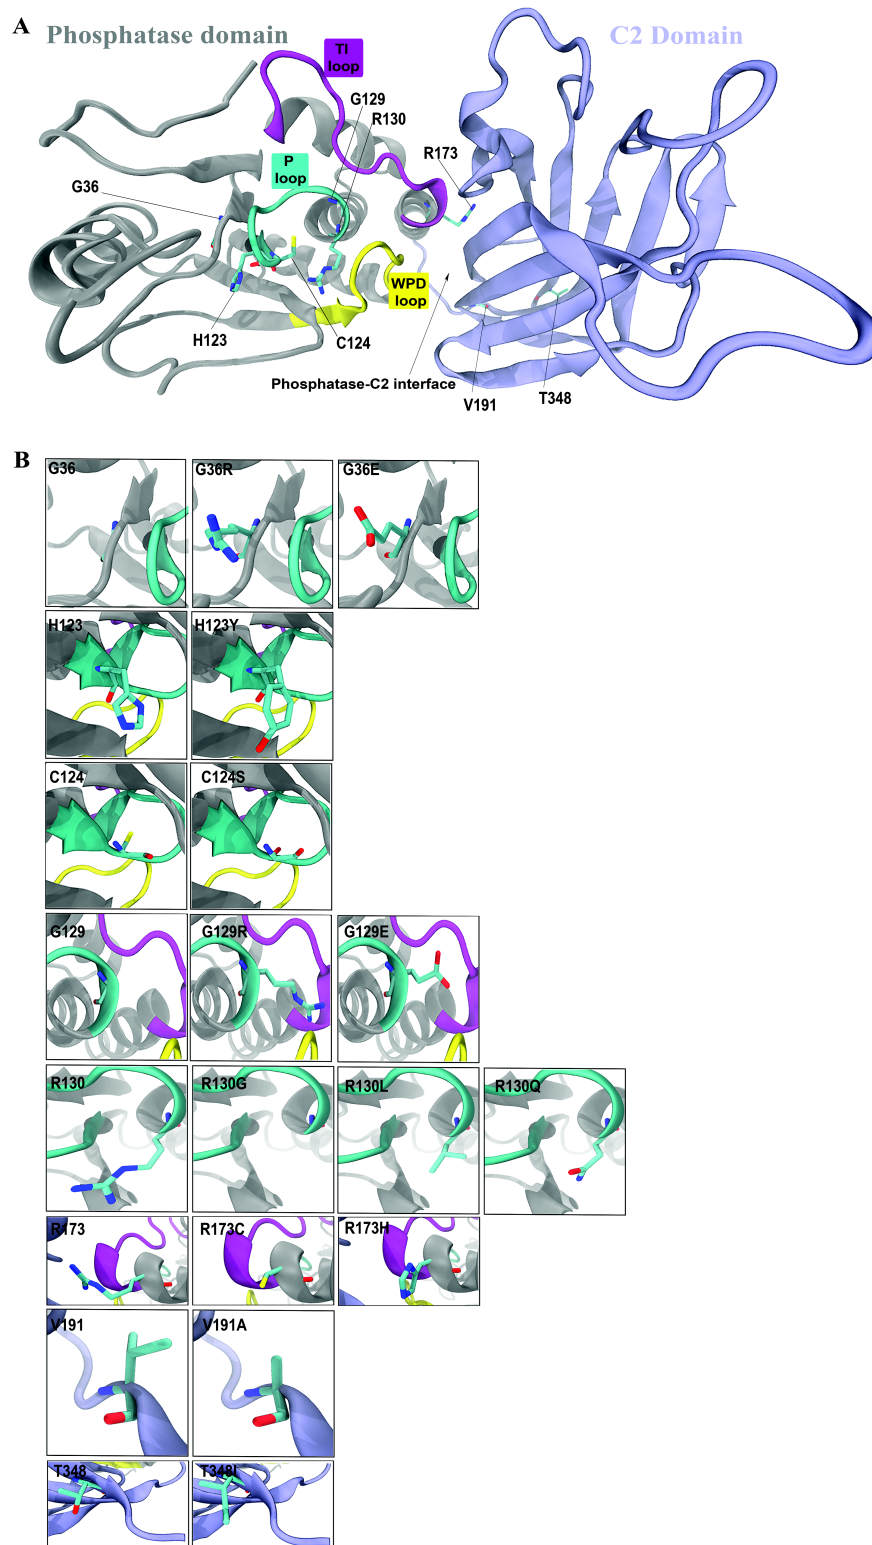 A
Phosphatase domain
C2 Domain
TI
loop
G129
R130
R173
P
loop
G36
WPD
loop
H123
C124
Phosphatase-C2 interface
V191
T348
B
G36
G36R
G36E
H123
H123Y
C124
C124S
G129
G129R
G129E
R130
R130G
R130L
R130Q
R173
R173C
R173H
V191
V191A
T348
T348I